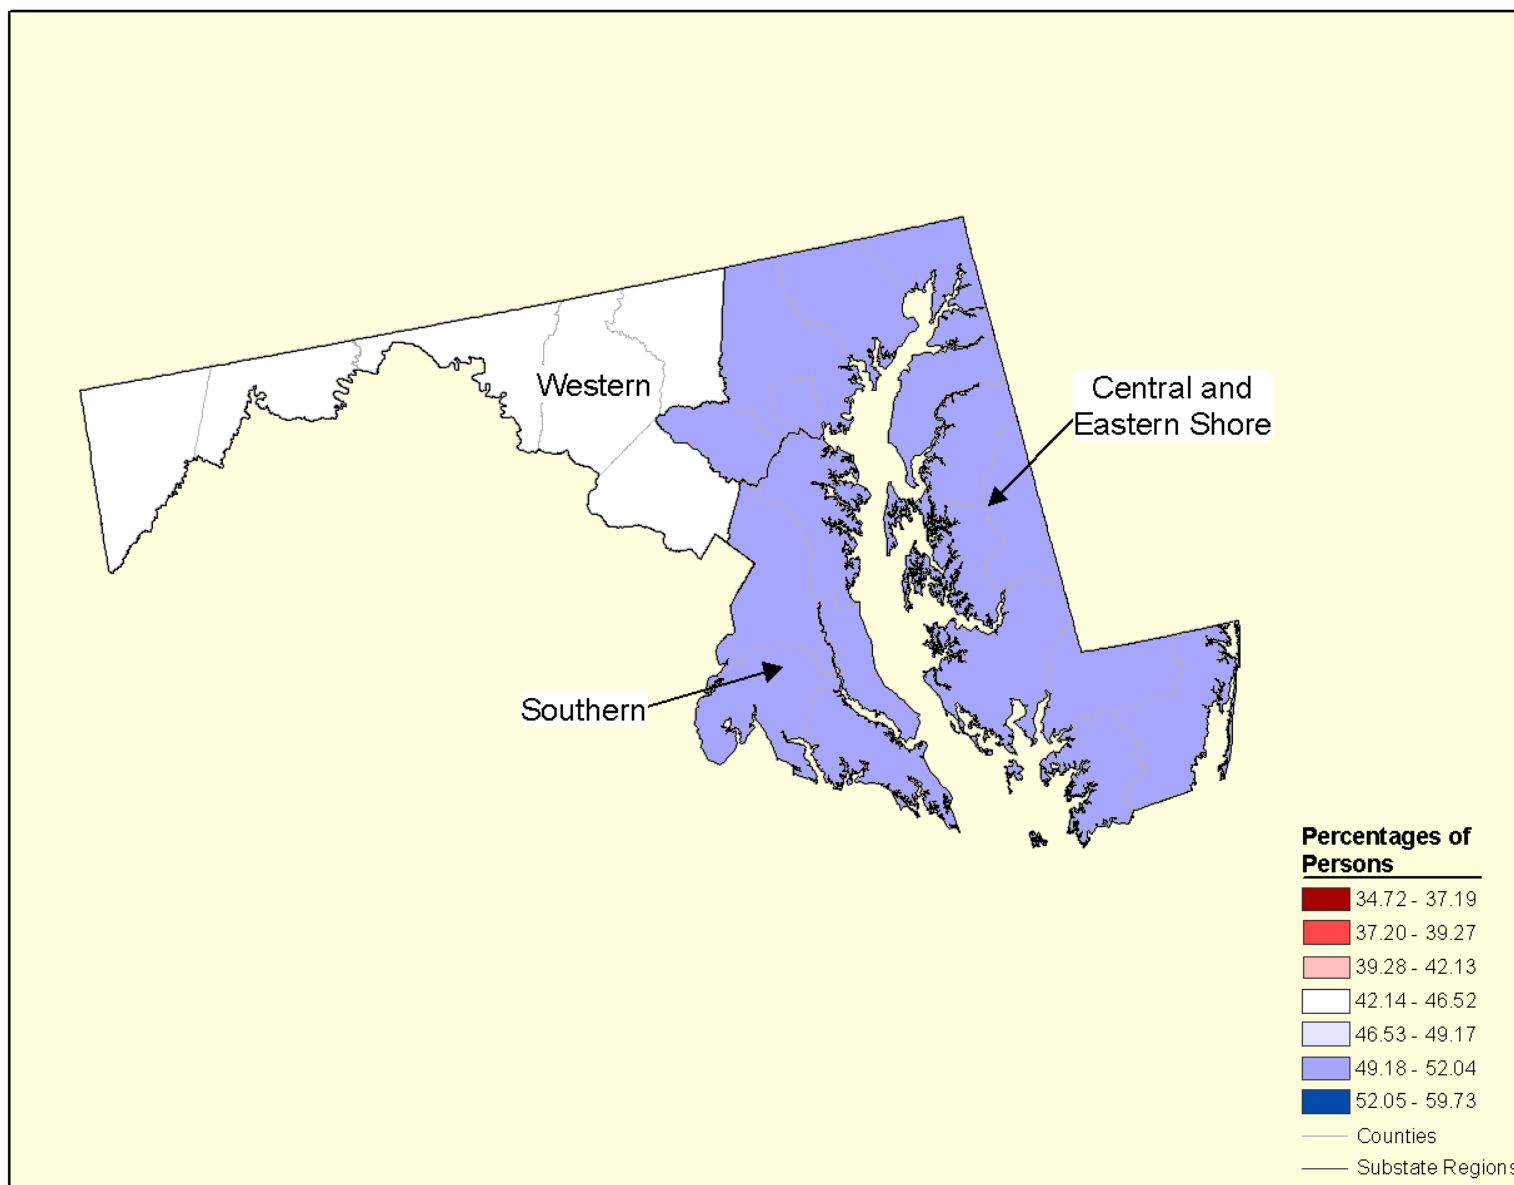 Western
Central and
Eastern Shore
Southern
Percentages of
Persons
34.72 - 37.19
37.20 - 39.27
39.28 - 42.13
42.14 - 46.52
46.53 - 49.17
49.18 - 52.04
52.05 - 59.73
Counties
Substate Regions